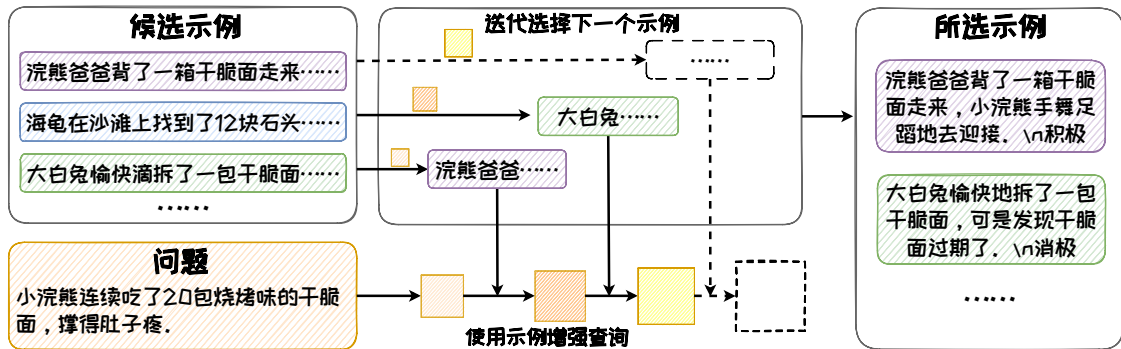 候选示例
浣熊爸爸背了一箱干脆面走来……
海龟在沙滩上找到了12块石头……
大白兔愉快滴拆了一包干脆面……
……
迭代选择下一个示例
……
大白兔……
浣熊爸爸……
所选示例
浣熊爸爸背了一箱干脆
面走来，小浣熊手舞足
蹈地去迎接. \n积极
大白兔愉快地拆了一包
干脆面，可是发现干脆
面过期了. \n消极
……
问题
小浣熊连续吃了20包烧烤味的干脆
面，撑得肚子疼.
使用示例增强查询